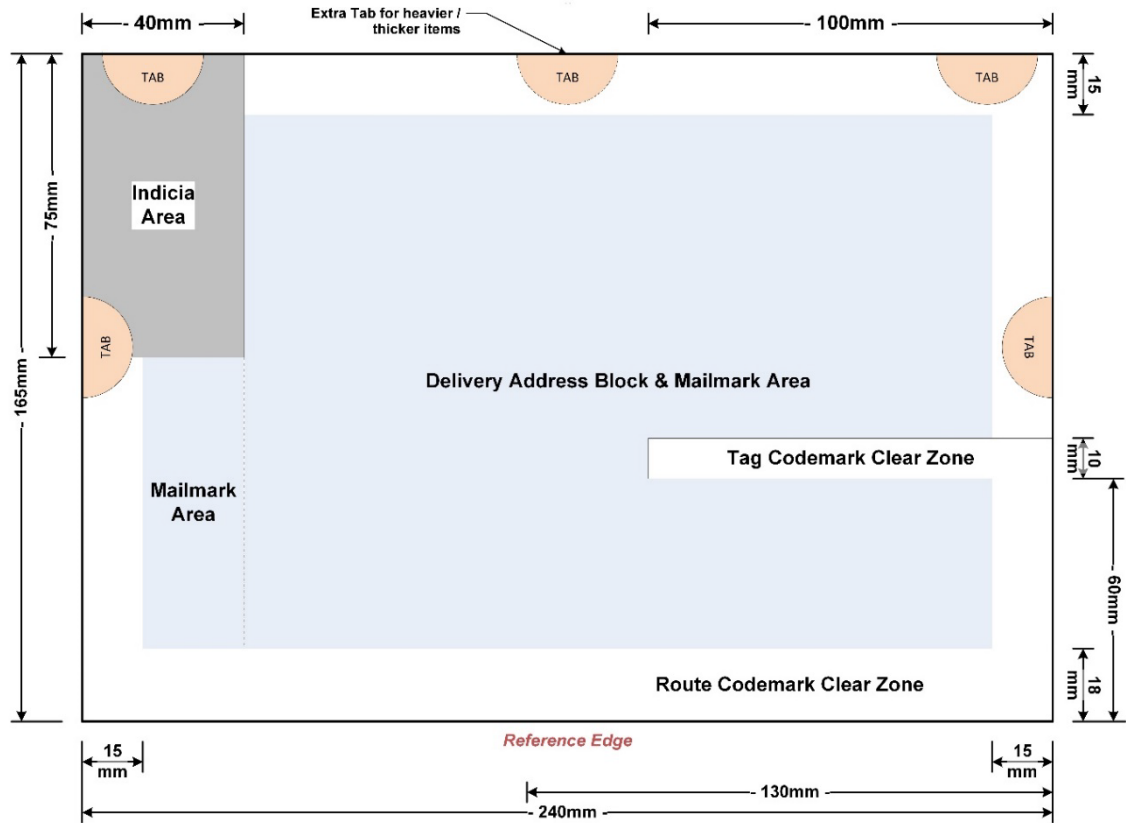 Extra Tab for heavier /
thicker items
- 40mm -
- 100mm -
TAB
TAB
TAB
15
mm
- 75mm -
Indicia
Area
- 165mm -
TAB
TAB
Delivery Address Block & Mailmark Area
Tag Codemark Clear Zone
10
mm
Mailmark
Area
- 60mm -
Route Codemark Clear Zone
18
mm
Reference Edge
15
mm
15
mm
- 130mm -
- 240mm -